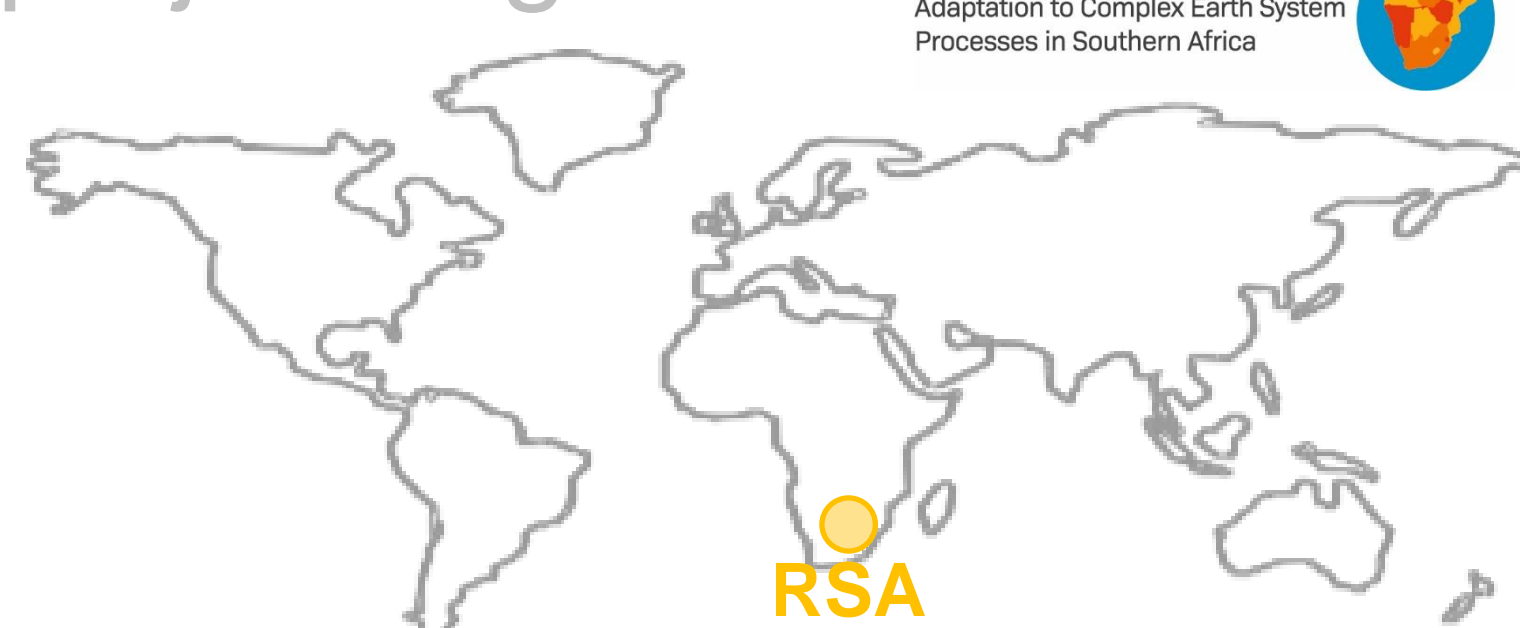 Adaptation to Complex Earth System
Processes in Southern Africa
RSA